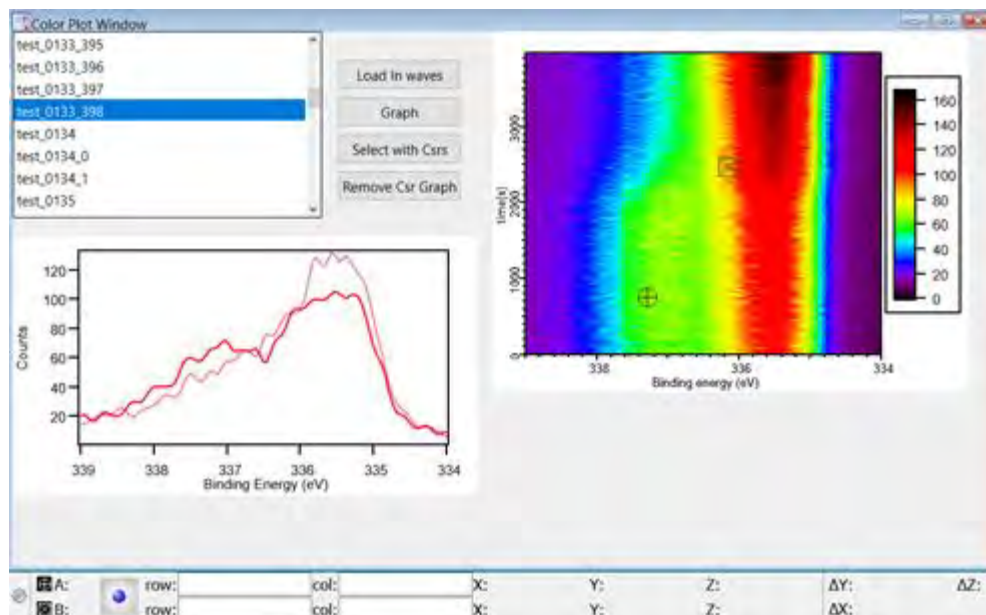 Color Plot Window
test_0133_395
test_0133_396
test_0133_397
test_0133_398
test_0134
test_0134_0
test_0134_1
test_0135
Load In waves
Graph
Select with Csrs
Remove Csr Graph
120
100
80
60
40
20
Counts
339 338 337 336 335 334
Binding Energy (eV)
3000
2000
1000
0
time[s]
338 336 334
Binding energy (eV)
160
140
120
100
80
60
40
20
0
A: row: col: X: Y: Z: ΔY: ΔZ:
B: row: col: X: Y: Z: ΔX: